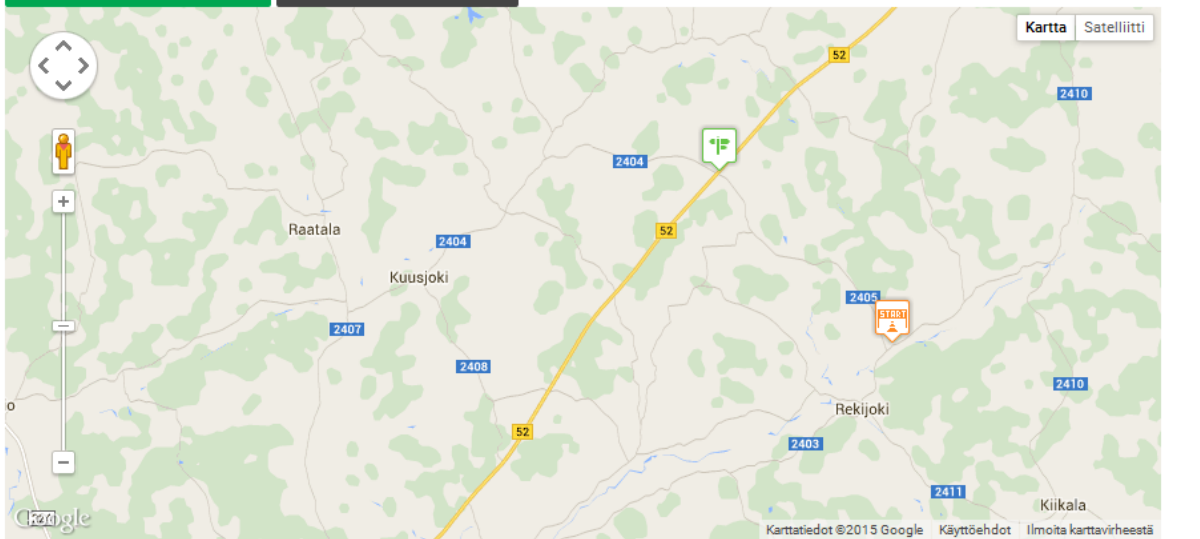 Kartta Satelliitti
52
2410
2404
Raatala
52
2404
Kuusjoki
2405
START
2407
2408
2410
o
Rekijoki
52
2403
2411
Kiikala
Google
Karttatiedot ©2015 Google Käyttöehdot Ilmoita karttavirheestä